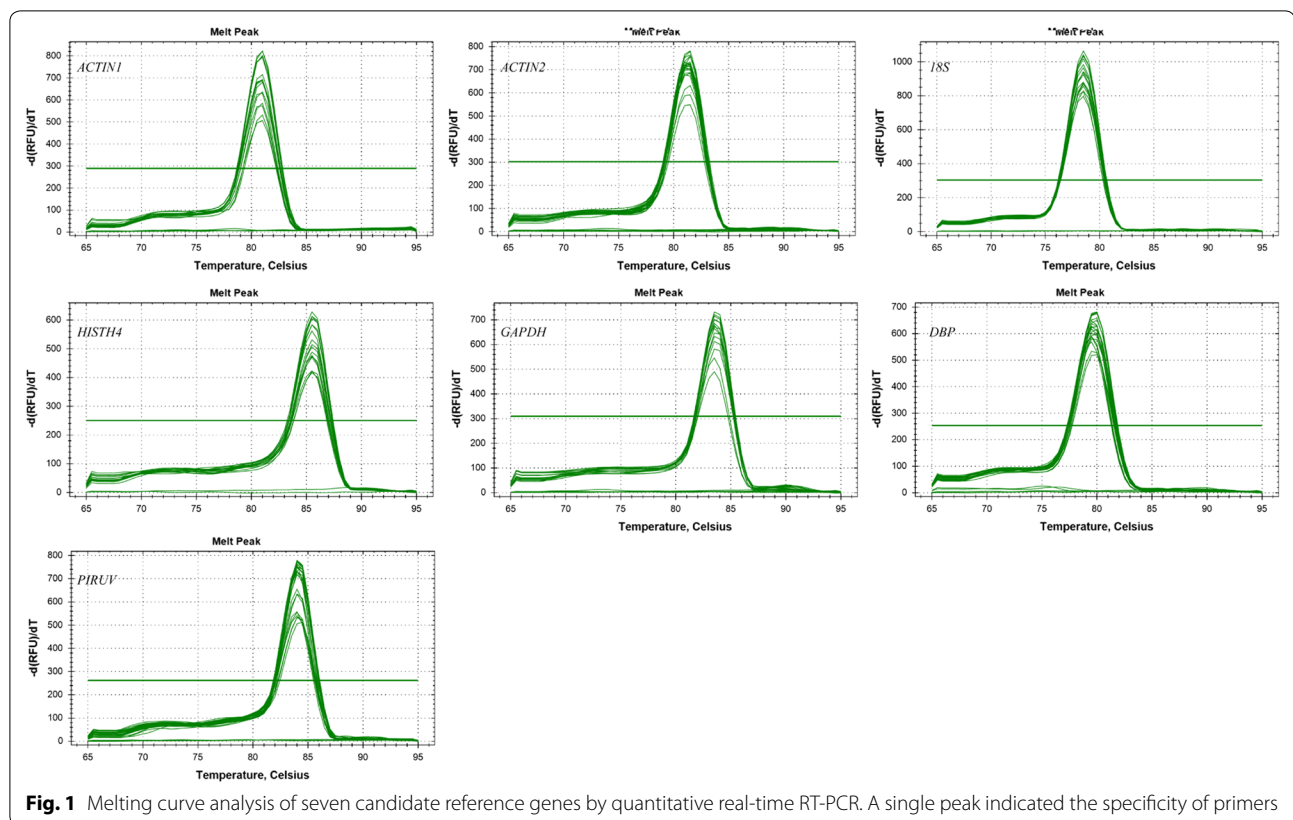 Melt Peak
ACTIN1
-d(RFU)/dT
800
700
600
500
400
300
200
100
0
65 70 75 80 85 90 95
Temperature, Celsius
Melt Peak
ACTIN2
-d(RFU)/dT
800
700
600
500
400
300
200
100
0
65 70 75 80 85 90 95
Temperature, Celsius
Melt Peak
18S
-d(RFU)/dT
1000
800
600
400
200
0
65 70 75 80 85 90 95
Temperature, Celsius
Melt Peak
HISTH4
-d(RFU)/dT
600
500
400
300
200
100
0
65 70 75 80 85 90 95
Temperature, Celsius
Melt Peak
GAPDH
-d(RFU)/dT
700
600
500
400
300
200
100
0
65 70 75 80 85 90 95
Temperature, Celsius
Melt Peak
DBP
-d(RFU)/dT
700
600
500
400
300
200
100
0
65 70 75 80 85 90 95
Temperature, Celsius
Melt Peak
PIRUV
-d(RFU)/dT
800
700
600
500
400
300
200
100
0
65 70 75 80 85 90 95
Temperature, Celsius
Fig. 1 Melting curve analysis of seven candidate reference genes by quantitative real-time RT-PCR. A single peak indicated the specificity of primers